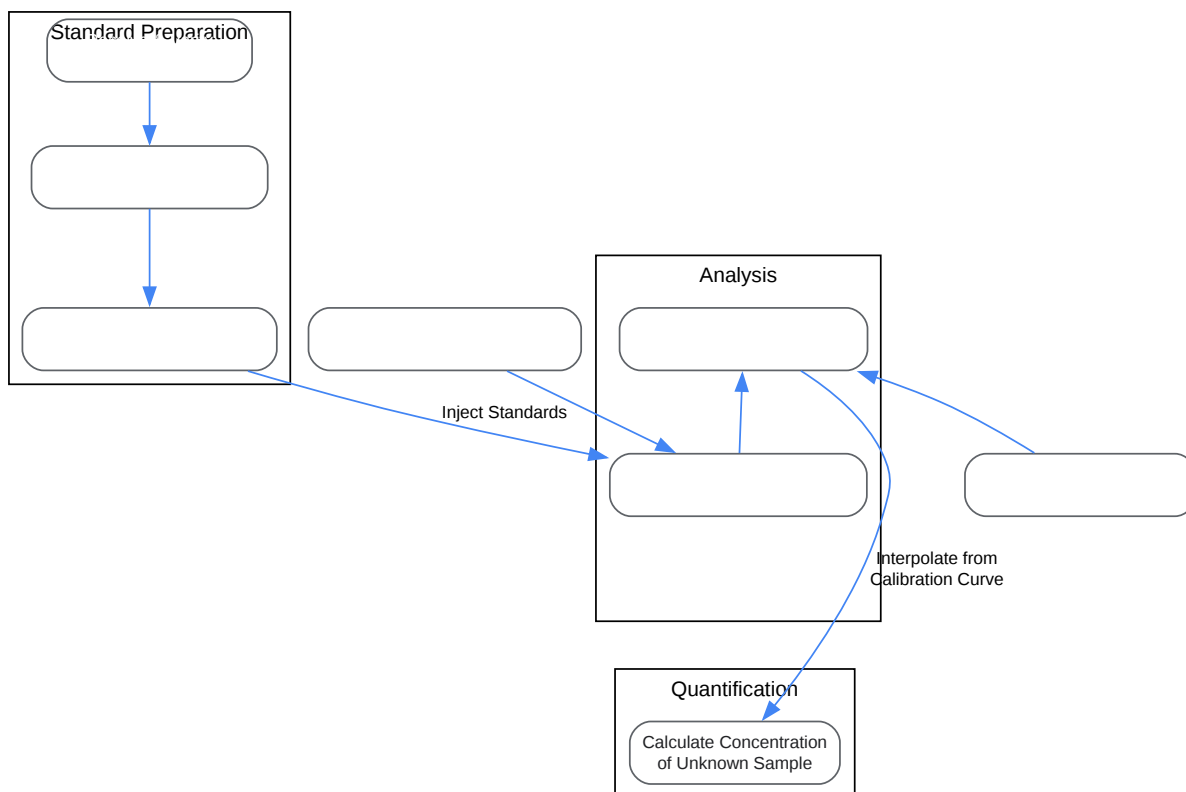 Standard Preparation
Analysis
Inject Standards
Interpolate from
Calibration Curve
Quantification
Calculate Concentration
of Unknown Sample